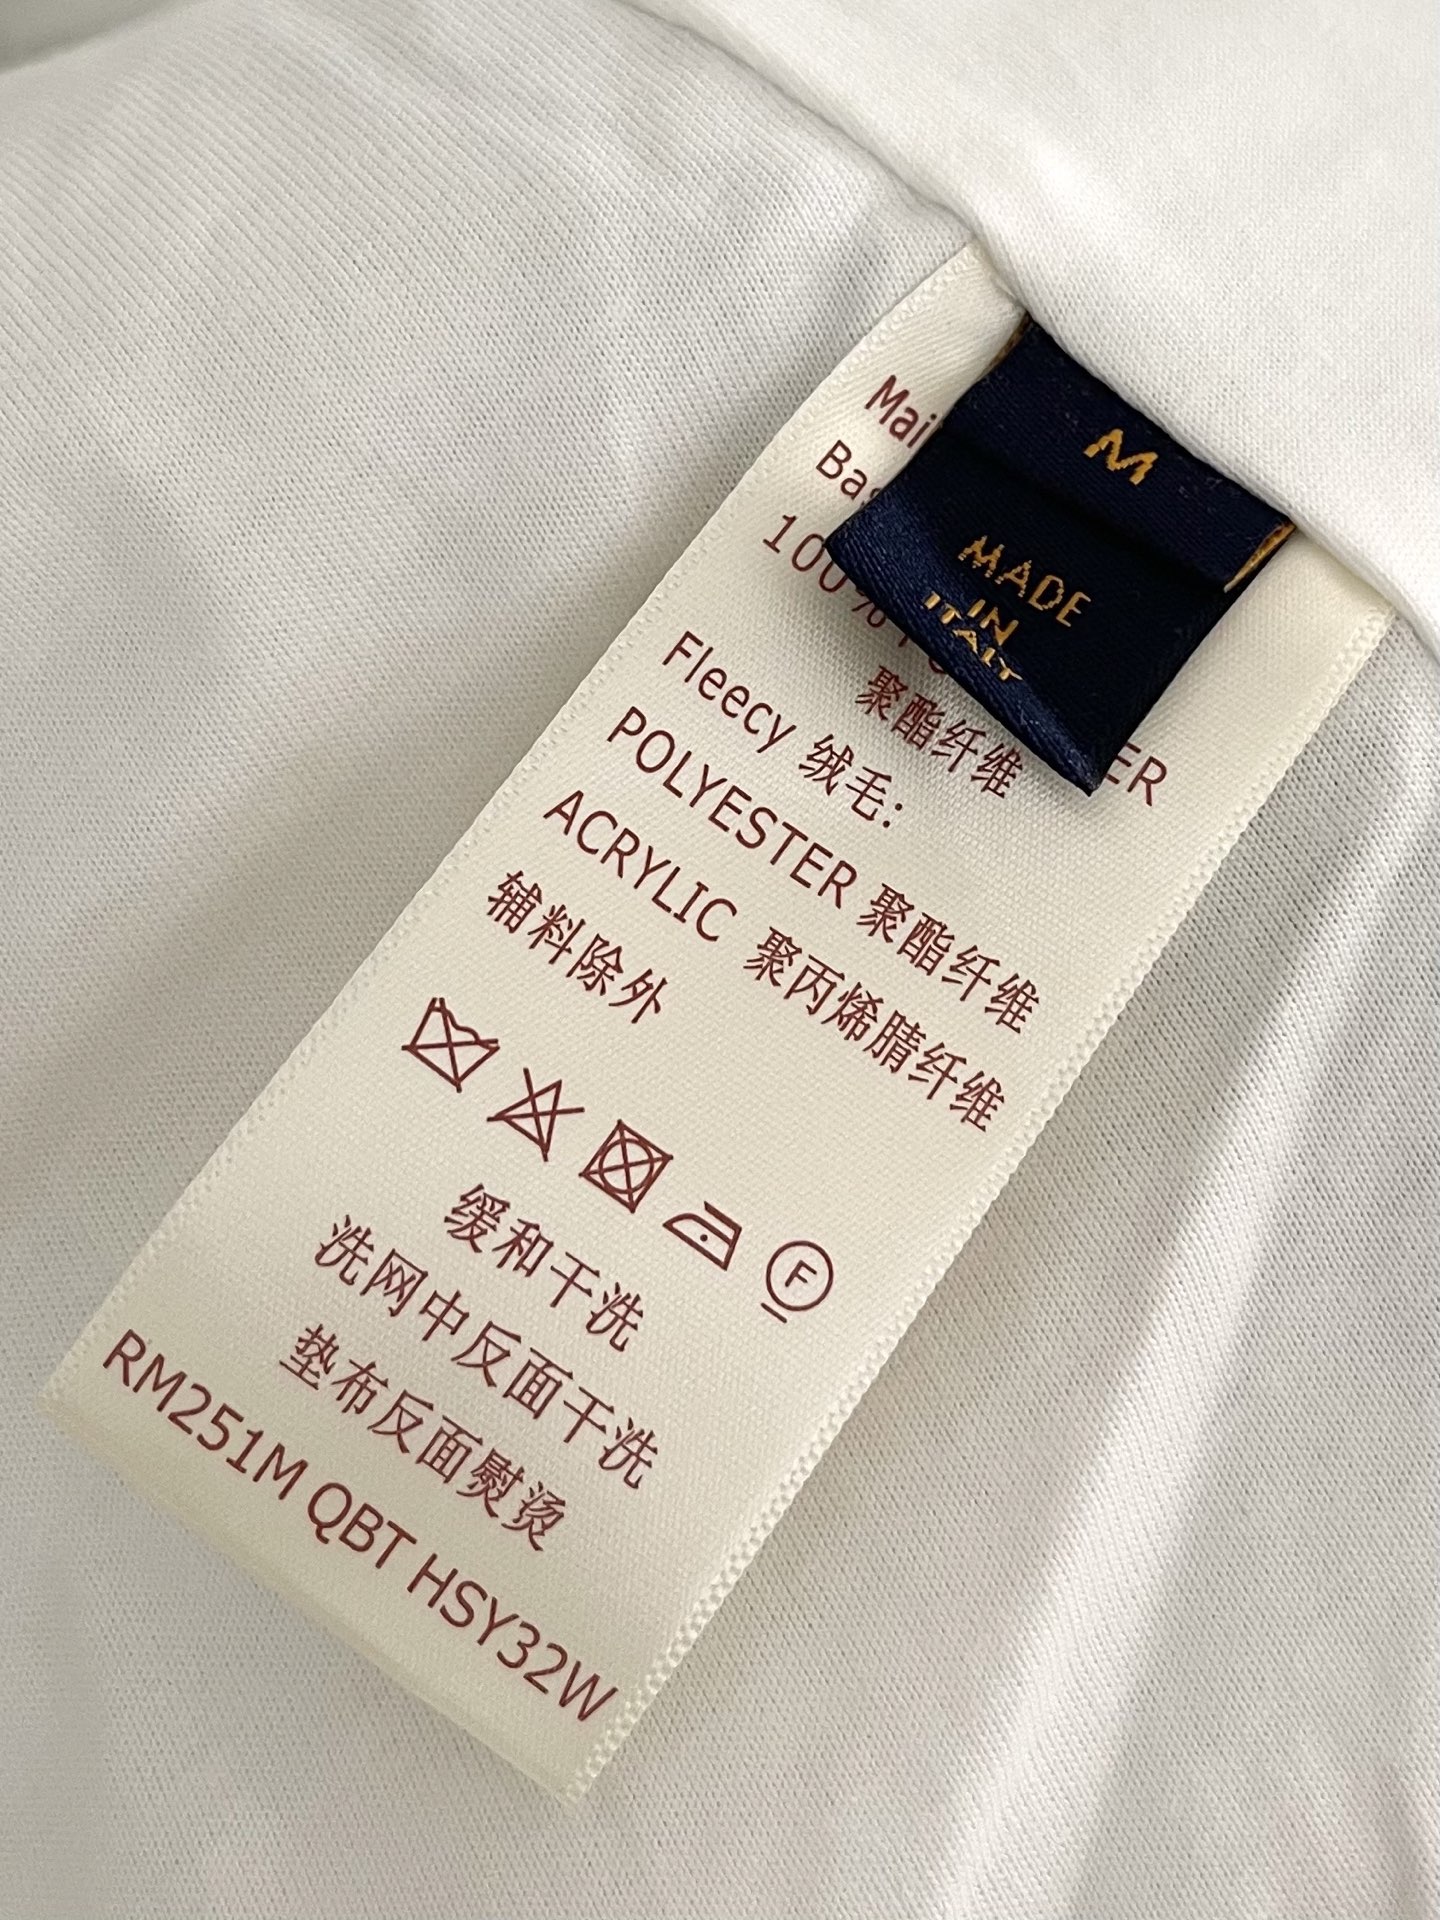 M
MADE
IN
ITALY
100%
聚酯纤维
Fleecy 绒毛:
POLYESTER 聚酯纤维
ACRYLIC 聚丙烯腈纤维
辅料除外
F
缓和干洗
洗网中反面干洗
垫布反面熨烫
RM251M QBT HSY32W